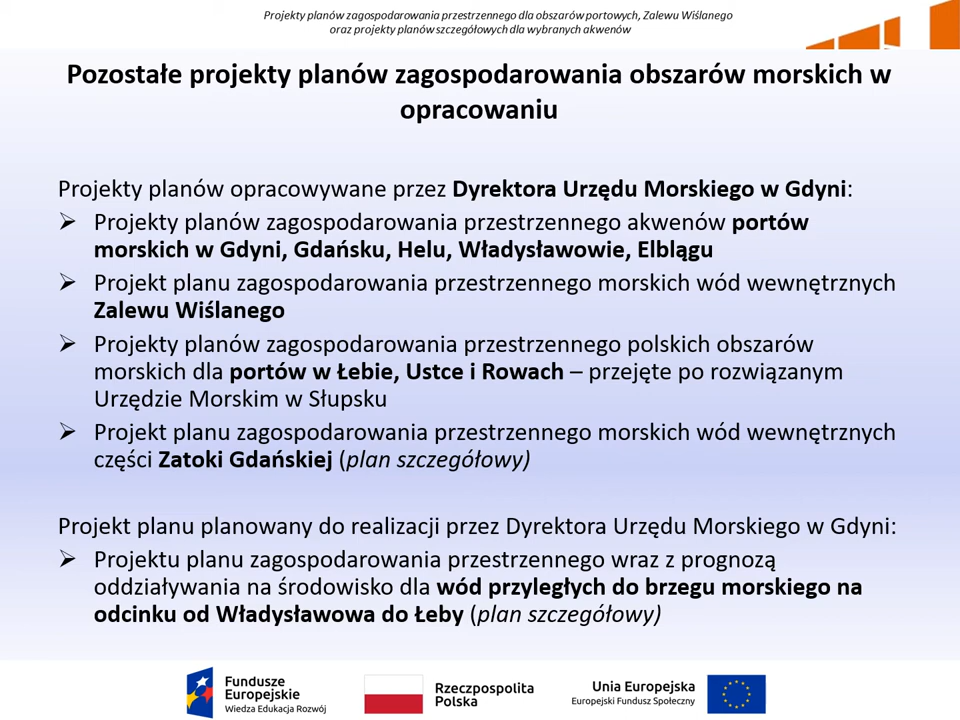 Projekty planów zagospodarowania przestrzennego dla obszarów portowych, Zalewu Wiślanego
oraz projekty planów szczegółowych dla wybranych akwenów
Pozostałe projekty planów zagospodarowania obszarów morskich w
opracowaniu
Projekty planów opracowywane przez Dyrektora Urzędu Morskiego w Gdyni:
➢ Projekty planów zagospodarowania przestrzennego akwenów portów
morskich w Gdyni, Gdańsku, Helu, Władysławowie, Elblągu
➢ Projekt planu zagospodarowania przestrzennego morskich wód wewnętrznych
Zalewu Wiślanego
➢ Projekty planów zagospodarowania przestrzennego polskich obszarów
morskich dla portów w Łebie, Ustce i Rowach – przejęte po rozwiązanym
Urzędzie Morskim w Słupsku
➢ Projekt planu zagospodarowania przestrzennego morskich wód wewnętrznych
części Zatoki Gdańskiej (plan szczegółowy)
Projekt planu planowany do realizacji przez Dyrektora Urzędu Morskiego w Gdyni:
➢ Projektu planu zagospodarowania przestrzennego wraz z prognozą
oddziaływania na środowisko dla wód przyległych do brzegu morskiego na
odcinku od Władysławowa do Łeby (plan szczegółowy)
Fundusze
Europejskie
Wiedza Edukacja Rozwój
Rzeczpospolita
Polska
Unia Europejska
Europejski Fundusz Społeczny